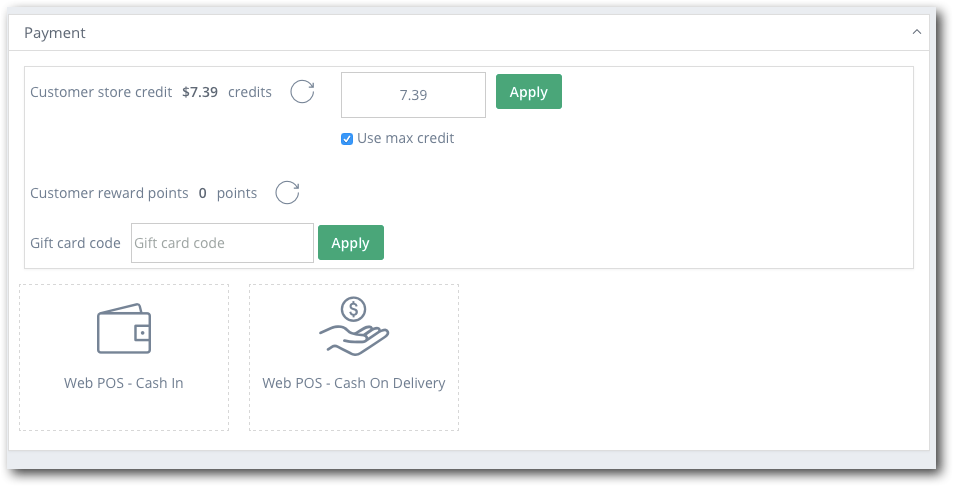 Payment
Customer store credit $7.39 credits 7.39 Apply
Use max credit
Customer reward points 0 points
Gift card code Gift card code Apply
$
Web POS - Cash In Web POS - Cash On Delivery